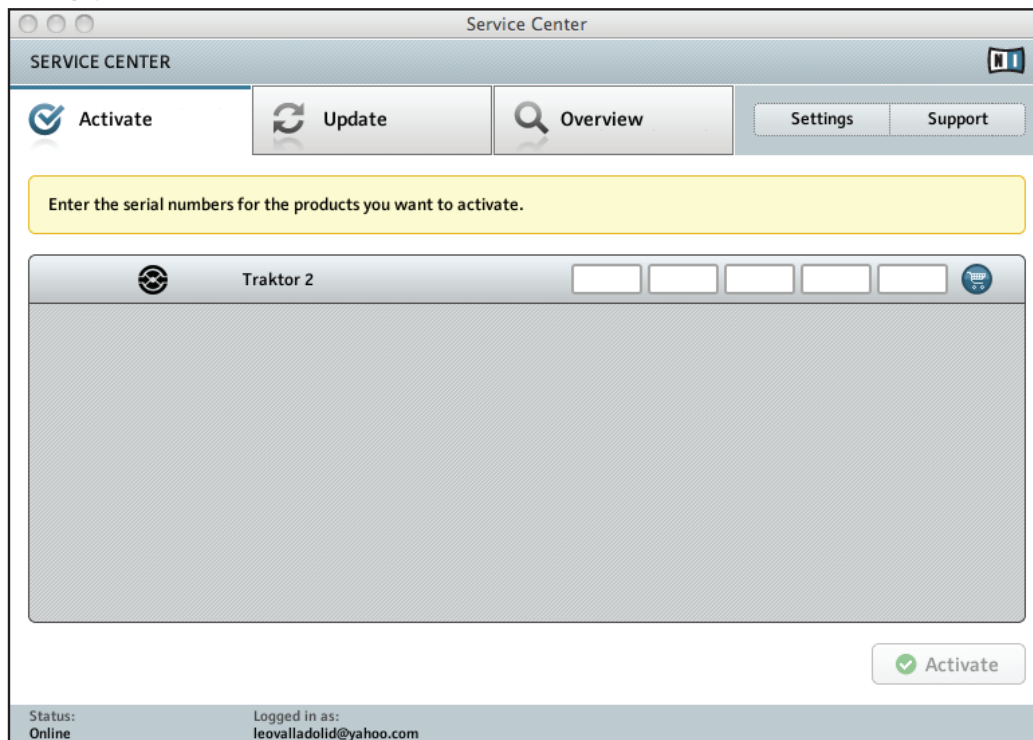 Service Center
SERVICE CENTER
NI
Activate Update Overview Settings Support
Enter the serial numbers for the products you want to activate.
Traktor 2
Activate
Status: Logged in as:
Online leovalladolid@yahoo.com